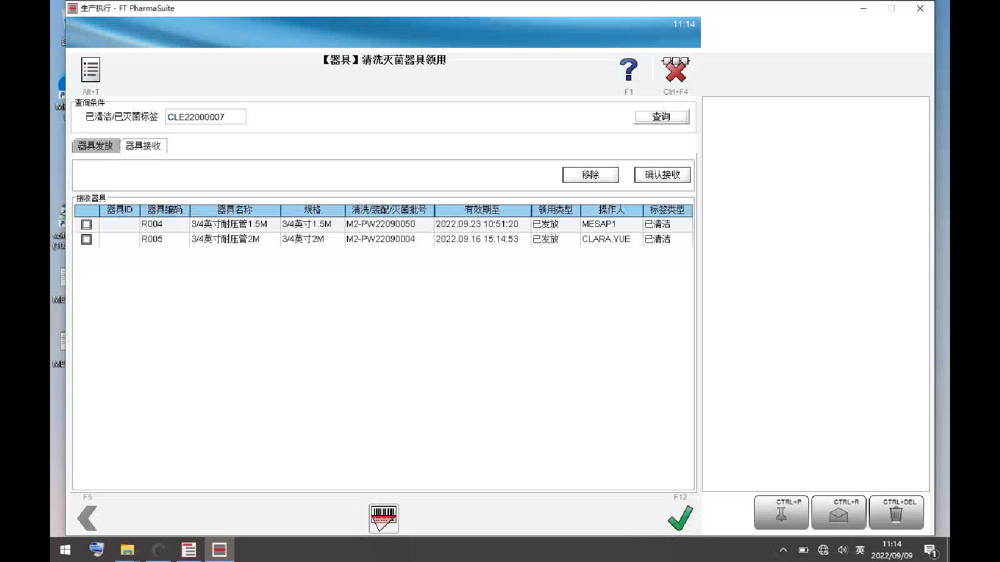 生产执行 - FT PharmaSuite
11:14
【器具】清洗灭菌器具领用
Alt+T
F1
Ctrl+F4
查询条件
已清洁/已灭菌标签 CLE22000007 查询
器具发放 器具接收
移除 确认接收
接收器具
器具ID 器具编码 器具名称 规格 清洗/装配/灭菌批号 有效期至 领用类型 操作人 标签类型
R004 3/4英寸耐压管1.5M 3/4英寸1.5M M2-PW22090050 2022.09.23 10:51:20 已发放 MESAP1 已清洁
R005 3/4英寸耐压管2M 3/4英寸2M M2-PW22090004 2022.09.16 15:14:53 已发放 CLARA.YUE 已清洁
szit
(10.
ME
ME
F5
F12
CTRL+P CTRL+R CTRL+DEL
英
11:14
2022/09/09
1